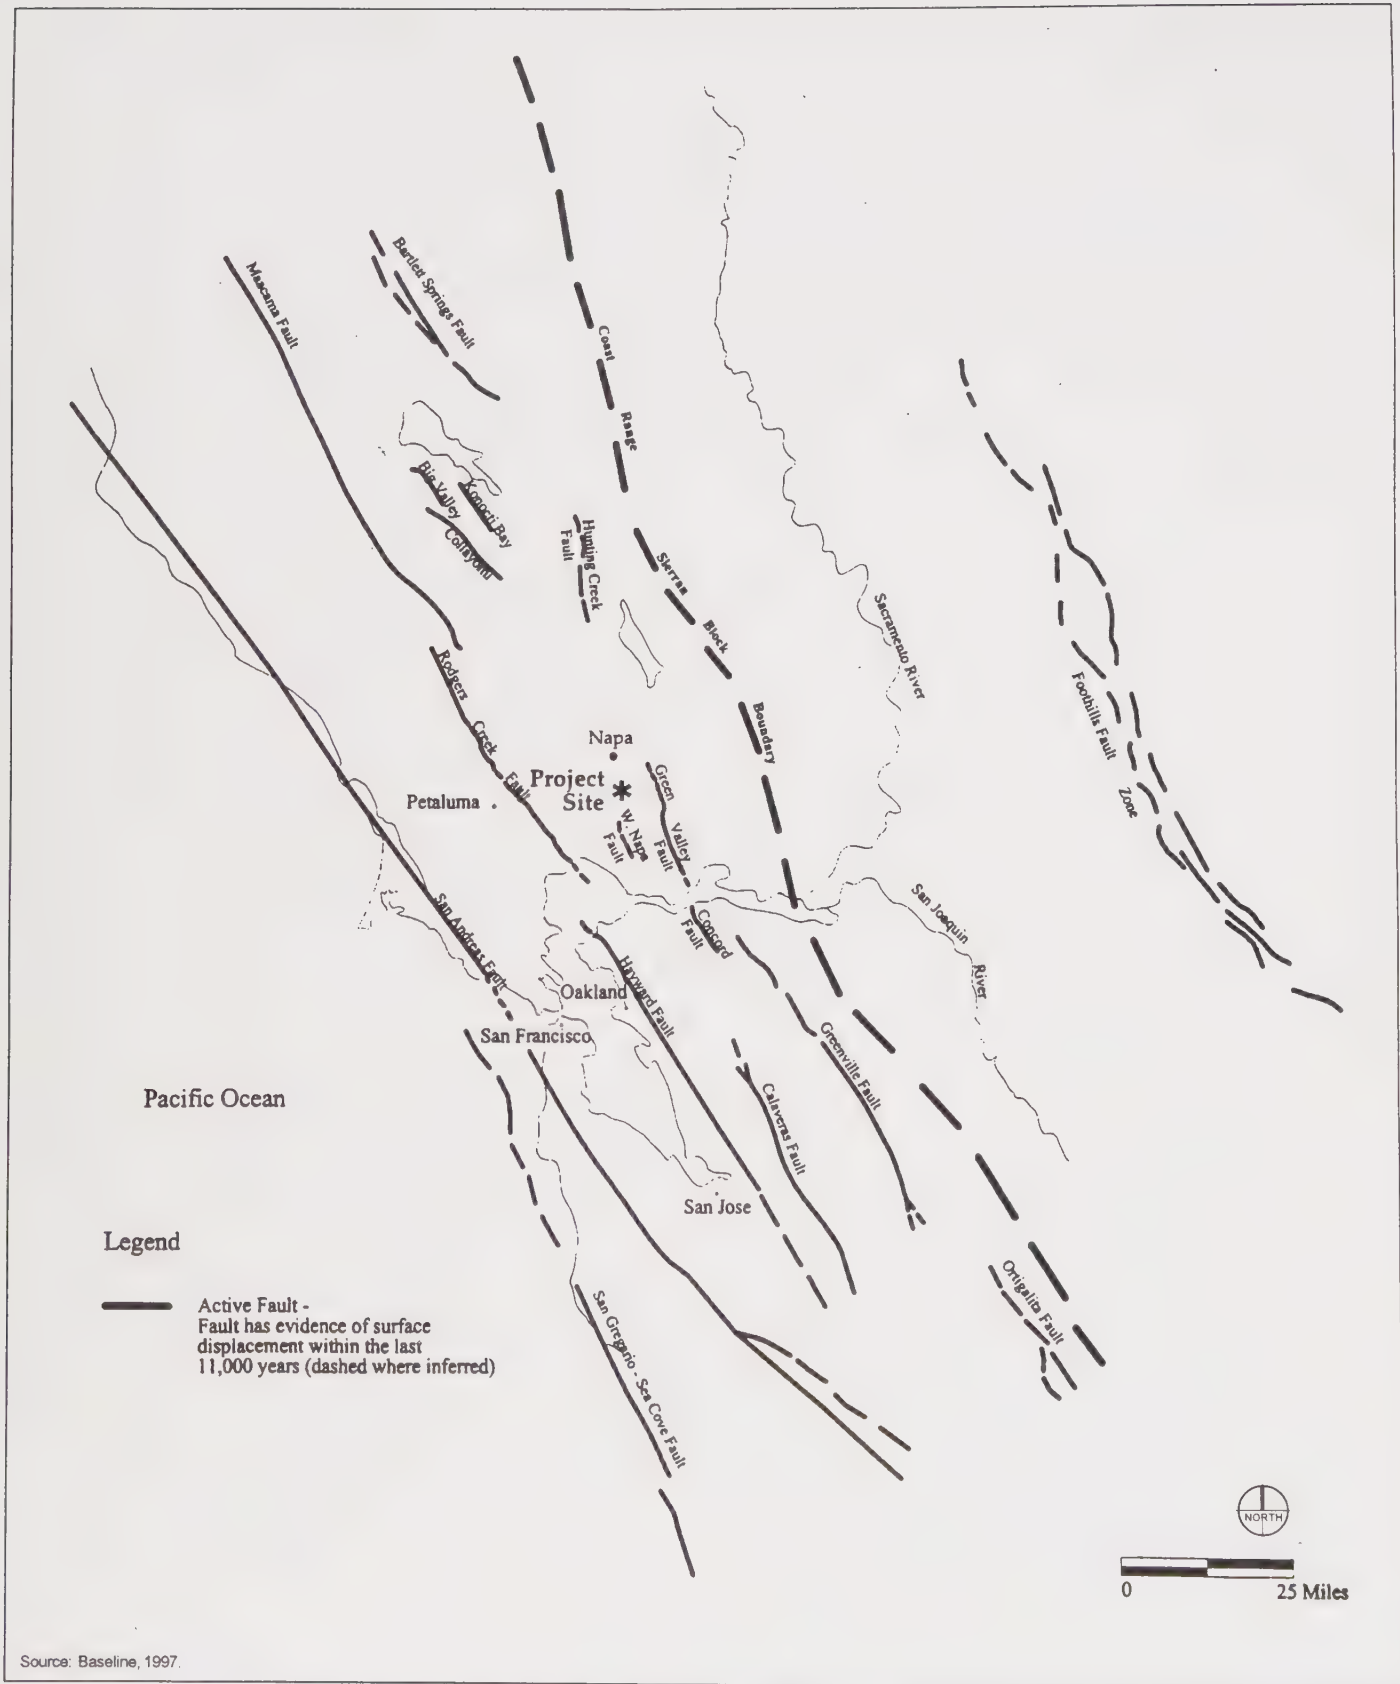 Bartlett Springs Fault
Maacama Fault
Coast
Range
Big Valley
Konocti Bay
Collayomi
Hunting Creek
Fault
Sierran
Block
Boundary
Sacramento River
Foothills Fault
Zone
Rodgers
Creek
Fault
Napa
Project
Site
Petaluma
Green
Valley
Fault
W. Napa
Fault
San Joaquin
River
Concord
Fault
San Andreas Fault
Hayward Fault
Oakland
San Francisco
Greenville Fault
Calaveras Fault
Pacific Ocean
San Jose
Ortigalita Fault
San Gregario - Sea Cove Fault
Legend
Active Fault -
Fault has evidence of surface
displacement within the last
11,000 years (dashed where inferred)
NORTH
0 25 Miles
Source: Baseline, 1997.